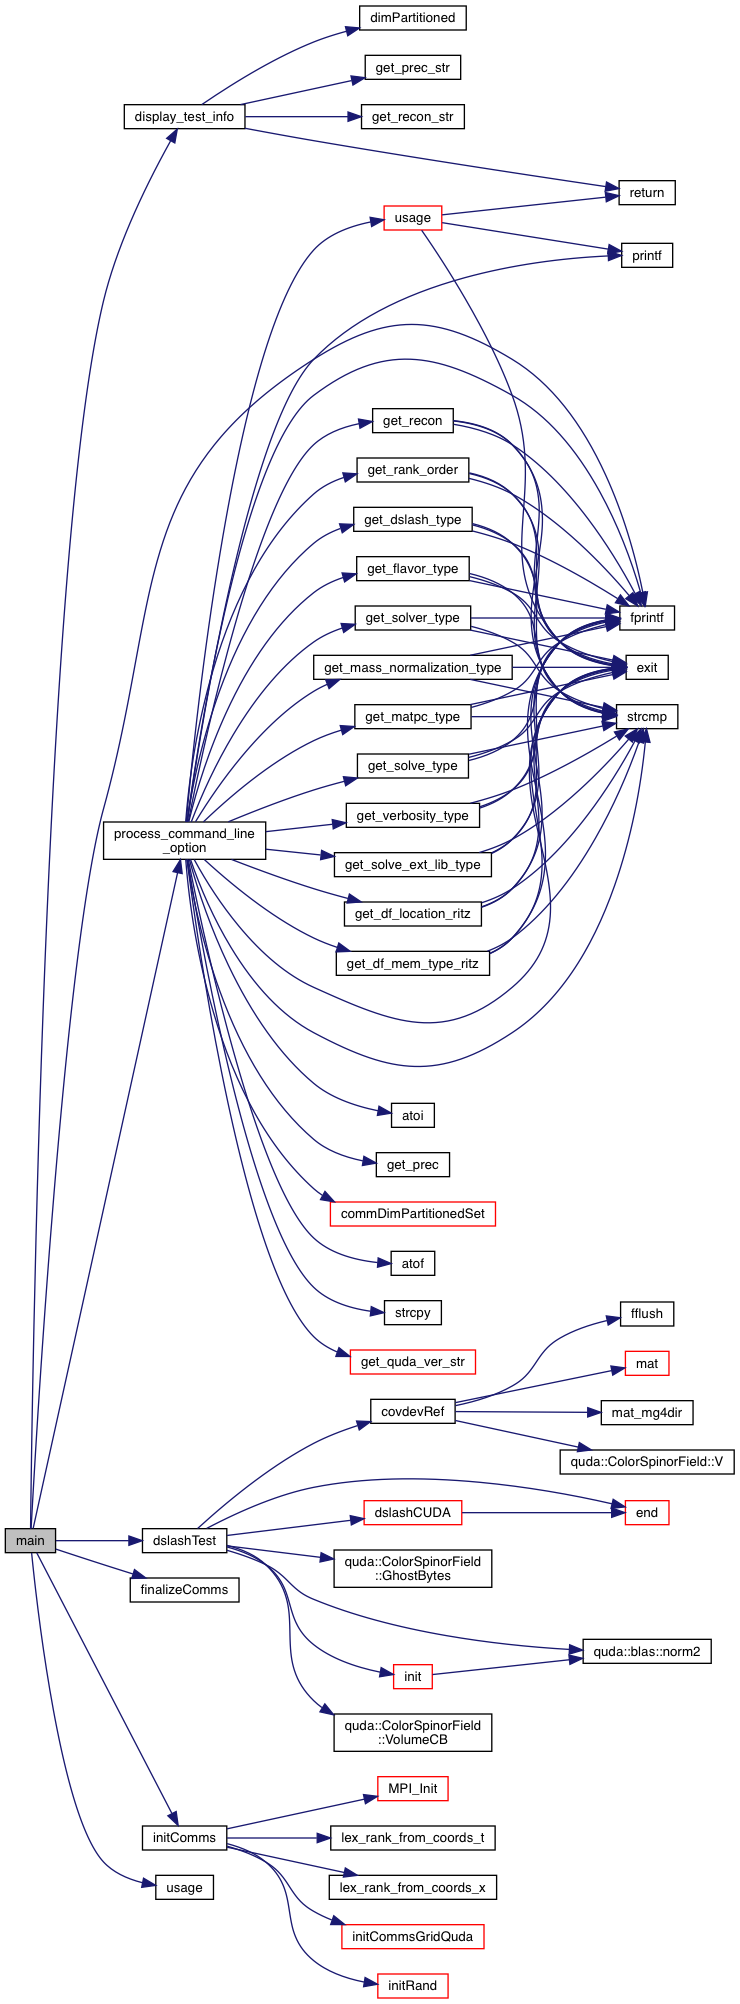 dimPartitioned
get_prec_str
display_test_info
get_recon_str
return
usage
printf
get_recon
get_rank_order
get_dslash_type
get_flavor_type
get_solver_type
fprintf
get_mass_normalization_type
exit
get_matpc_type
strcmp
get_solve_type
get_verbosity_type
process_command_line
_option
get_solve_ext_lib_type
get_df_location_ritz
get_df_mem_type_ritz
atoi
get_prec
commDimPartitionedSet
atof
strcpy
fflush
get_quda_ver_str
mat
covdevRef
mat_mg4dir
quda::ColorSpinorField::V
dslashCUDA
end
main
dslashTest
quda::ColorSpinorField
::GhostBytes
finalizeComms
quda::blas::norm2
init
quda::ColorSpinorField
::VolumeCB
MPI_Init
initComms
lex_rank_from_coords_t
usage
lex_rank_from_coords_x
initCommsGridQuda
initRand